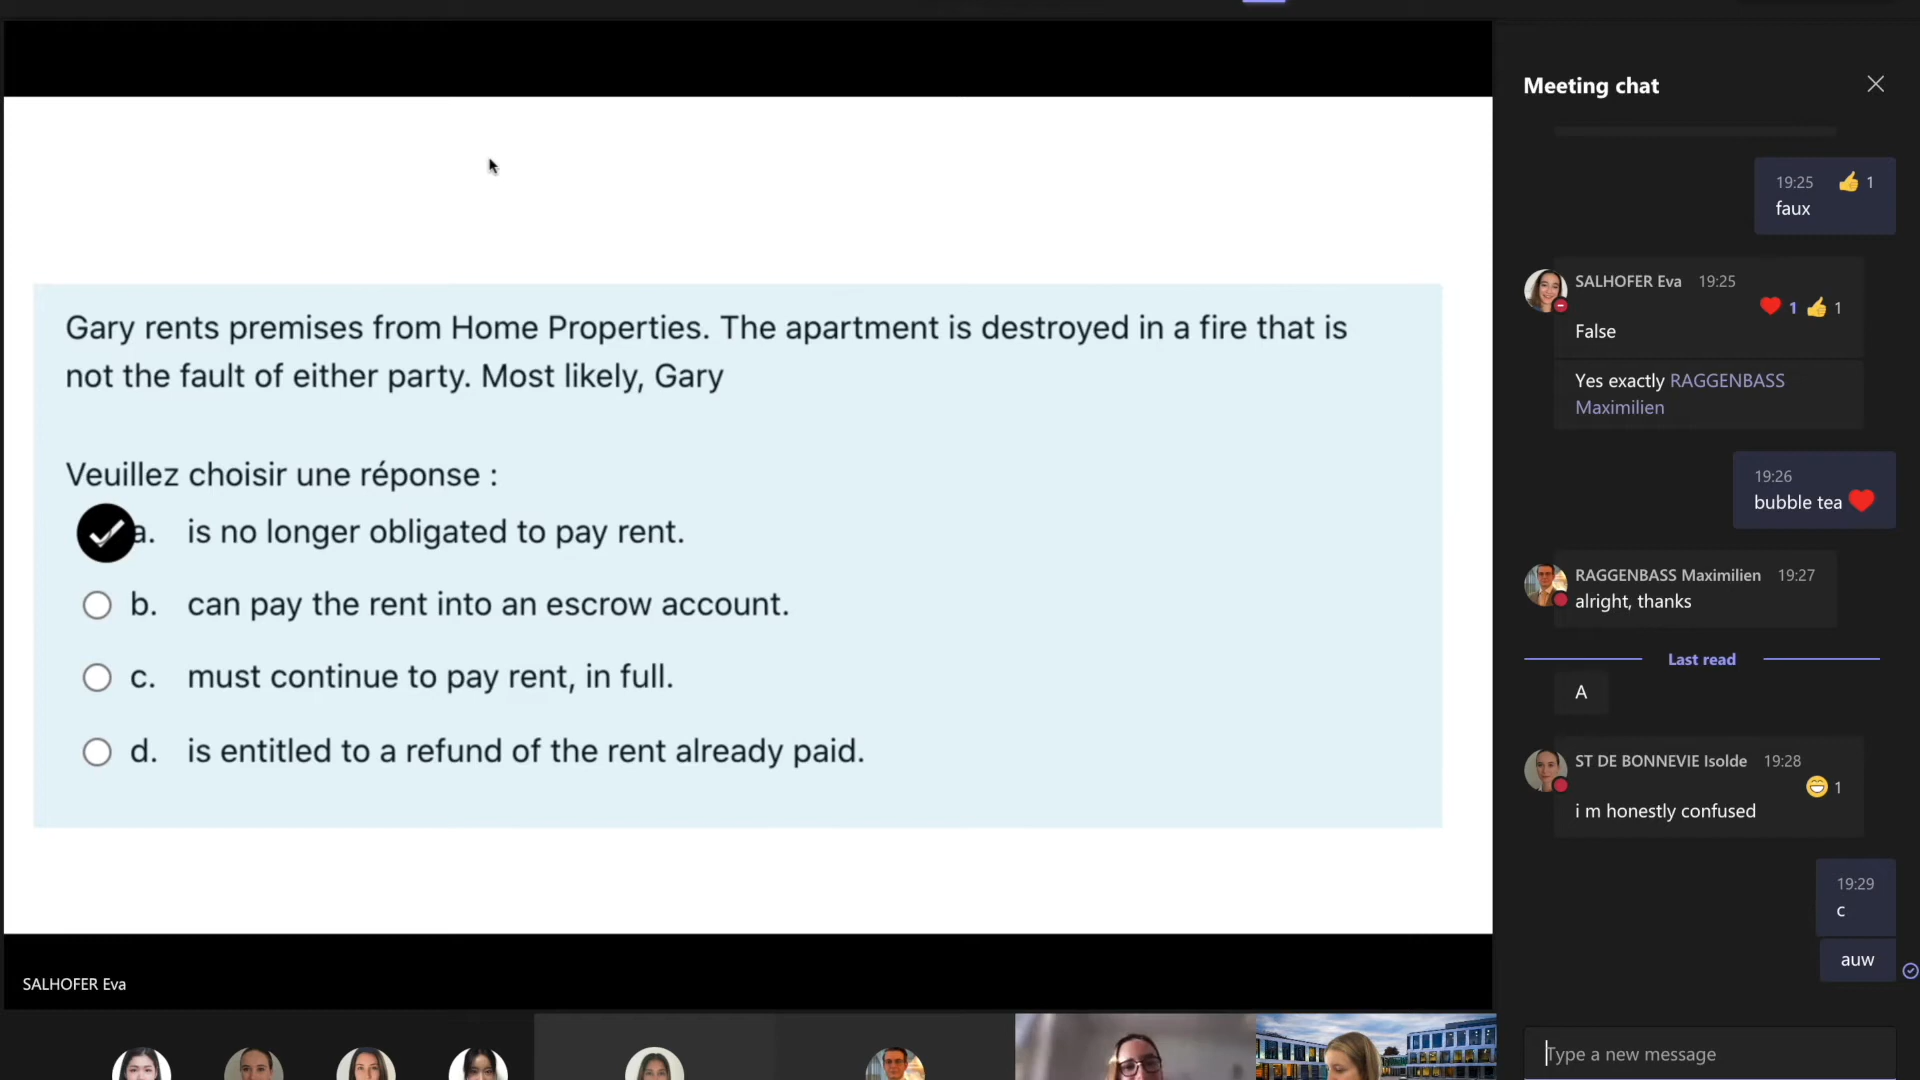 Gary rents premises from Home Properties. The apartment is destroyed in a fire that is
not the fault of either party. Most likely, Gary
Veuillez choisir une réponse :
a. is no longer obligated to pay rent.
b. can pay the rent into an escrow account.
c. must continue to pay rent, in full.
d. is entitled to a refund of the rent already paid.
SALHOFER Eva
Meeting chat
19:25 👍 1
faux
SALHOFER Eva 19:25
❤️ 1 👍 1
False
Yes exactly RAGGENBASS
Maximilien
19:26
bubble tea ❤️
RAGGENBASS Maximilien 19:27
alright, thanks
Last read
A
ST DE BONNEVIE Isolde 19:28
😁 1
i m honestly confused
19:29
c
auw
Type a new message